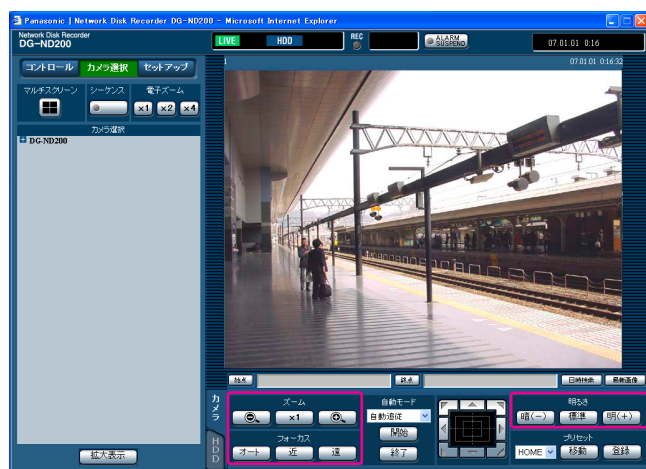 Panasonic | Network Disk Recorder DG-ND200 - Microsoft Internet Explorer
Network Disk Recorder
DG-ND200
LIVE HDD REC ALARM SUSPEND 07.01.01 0:16
コントロール カメラ選択 セットアップ
1 07.01.01 0:16:32
マルチスクリーン シーケンス 電子ズーム
x1 x2 x4
カメラ選択
DG-ND200
始点 終点 日時検索 最新画像
カメラ
HDD
ズーム
x1
フォーカス
オート 近 遠
自動モード
自動追従
開始
終了
明るさ
暗(-) 標準 明(+)
プリセット
HOME 移動 登録
拡大表示